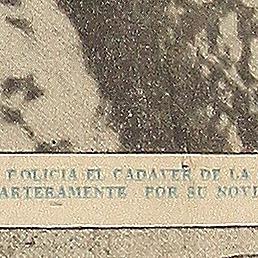 POLICIA EL CADAVER DE LA
ARTERAMENTE POR SU NOVI